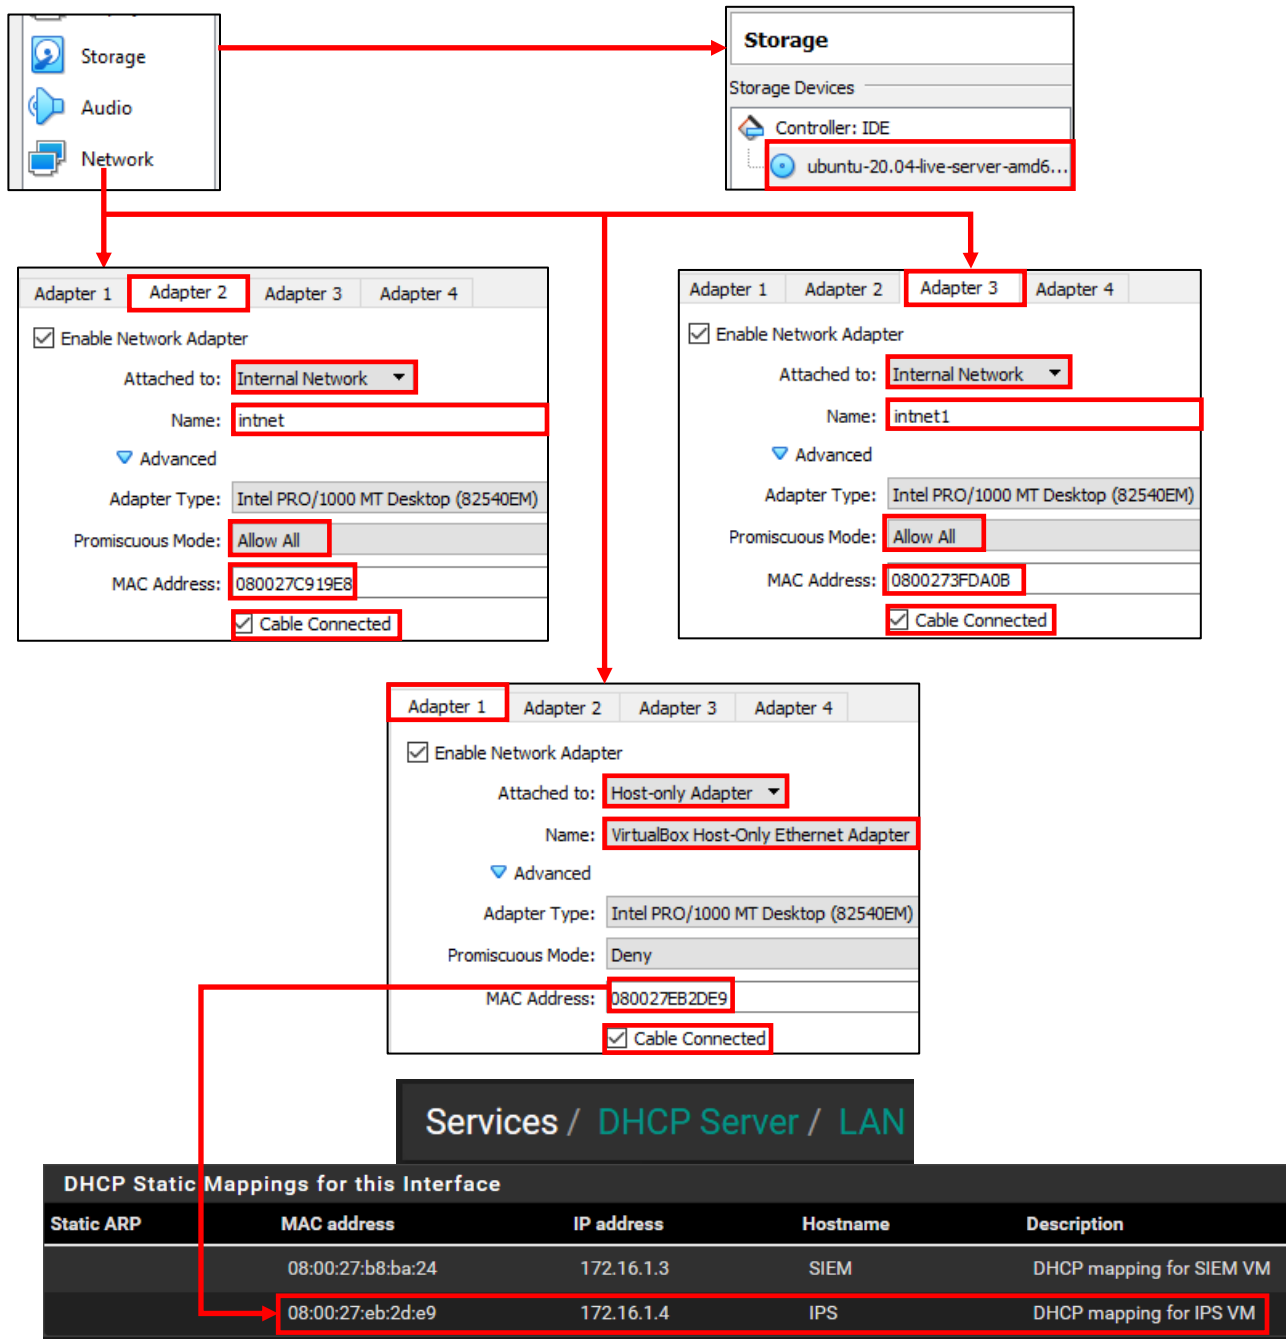 Storage
Audio
Network
Storage
Storage Devices
Controller: IDE
ubuntu-20.04-live-server-amd6...
Adapter 1 Adapter 2 Adapter 3 Adapter 4
Enable Network Adapter
Attached to: Internal Network
Name: intnet
Advanced
Adapter Type: Intel PRO/1000 MT Desktop (82540EM)
Promiscuous Mode: Allow All
MAC Address: 080027C919E8
Cable Connected
Adapter 1 Adapter 2 Adapter 3 Adapter 4
Enable Network Adapter
Attached to: Internal Network
Name: intnet1
Advanced
Adapter Type: Intel PRO/1000 MT Desktop (82540EM)
Promiscuous Mode: Allow All
MAC Address: 0800273FDA0B
Cable Connected
Adapter 1 Adapter 2 Adapter 3 Adapter 4
Enable Network Adapter
Attached to: Host-only Adapter
Name: VirtualBox Host-Only Ethernet Adapter
Advanced
Adapter Type: Intel PRO/1000 MT Desktop (82540EM)
Promiscuous Mode: Deny
MAC Address: 080027EB2DE9
Cable Connected
Services / DHCP Server / LAN
DHCP Static Mappings for this Interface
Static ARP MAC address IP address Hostname Description
08:00:27:b8:ba:24 172.16.1.3 SIEM DHCP mapping for SIEM VM
08:00:27:eb:2d:e9 172.16.1.4 IPS DHCP mapping for IPS VM